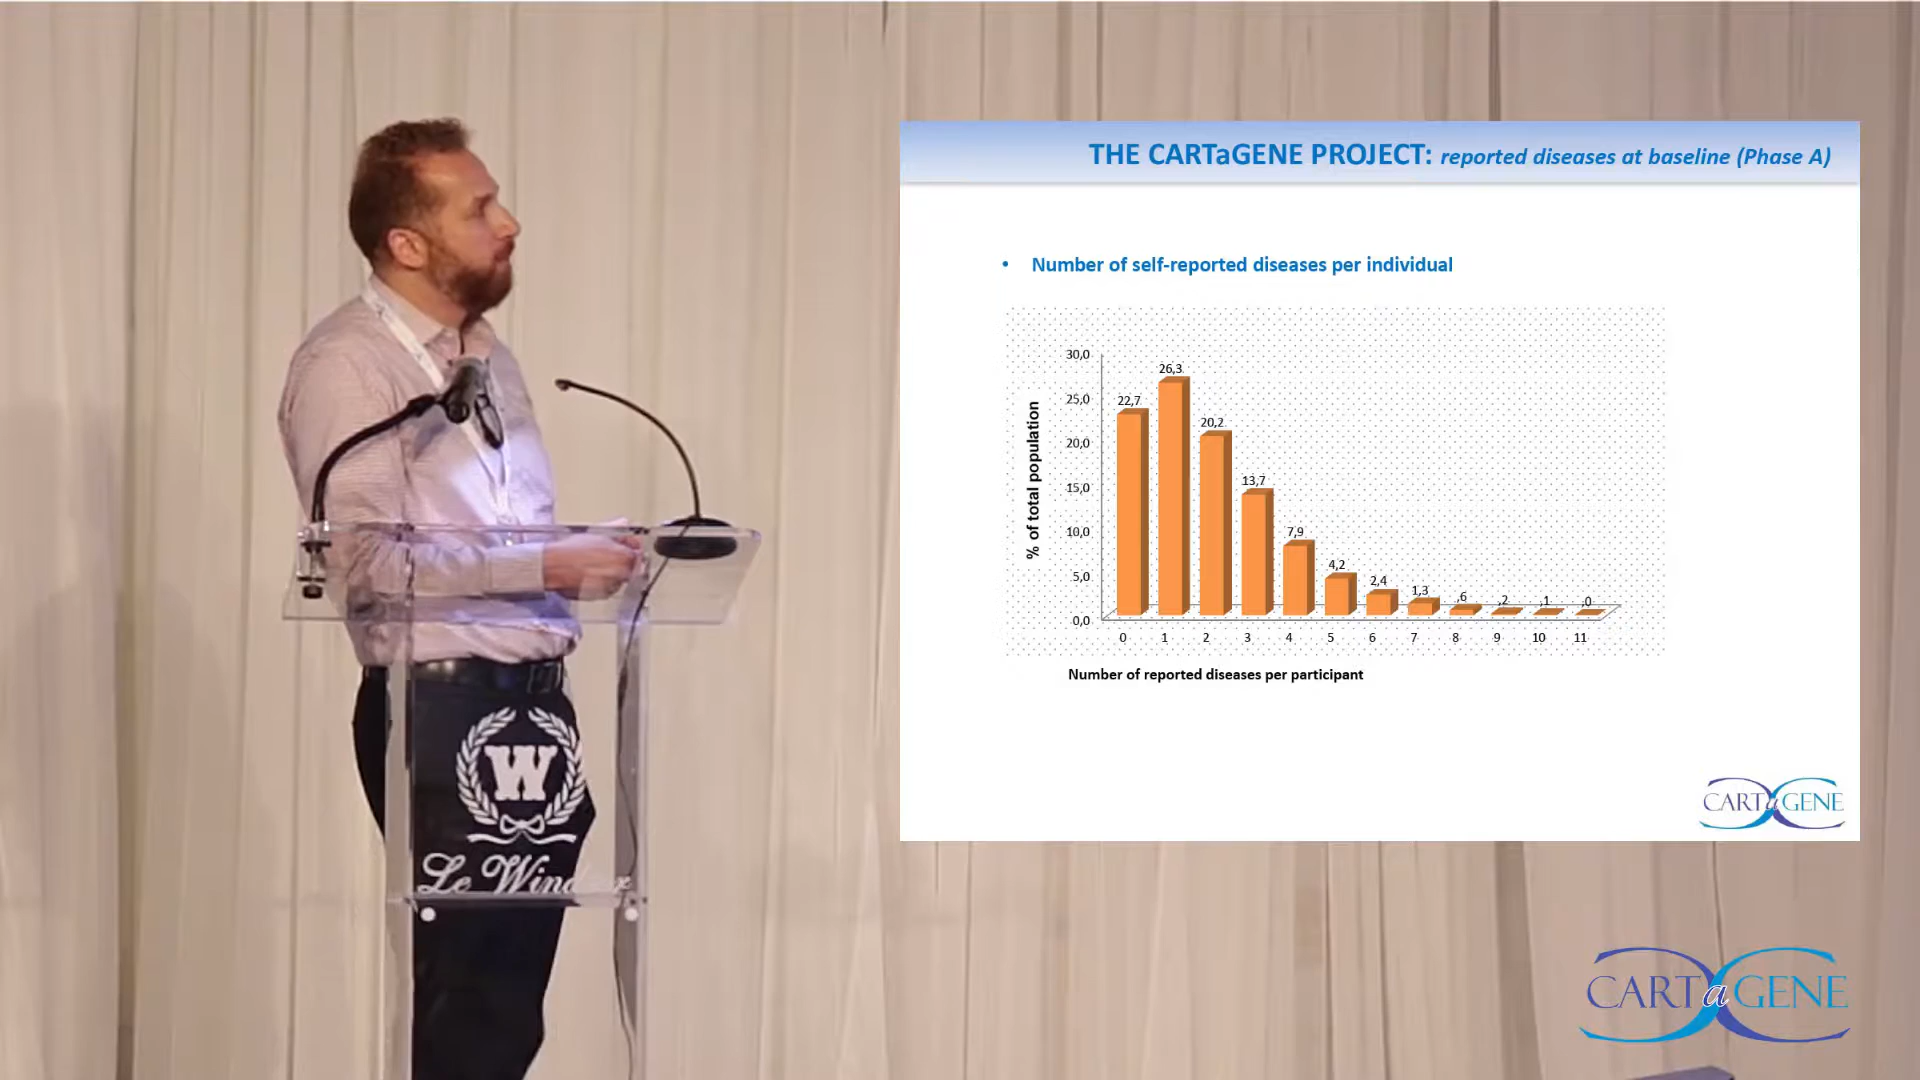 THE CARTaGENE PROJECT: reported diseases at baseline (Phase A)
• Number of self-reported diseases per individual
% of total population
30,0
25,0
20,0
15,0
10,0
5,0
0,0
22,7
26,3
20,2
13,7
7,9
4,2
2,4
1,3
,6
,2
,1
,0
0 1 2 3 4 5 6 7 8 9 10 11
Number of reported diseases per participant
CARTaGENE
W
Le Windsor
CARTaGENE